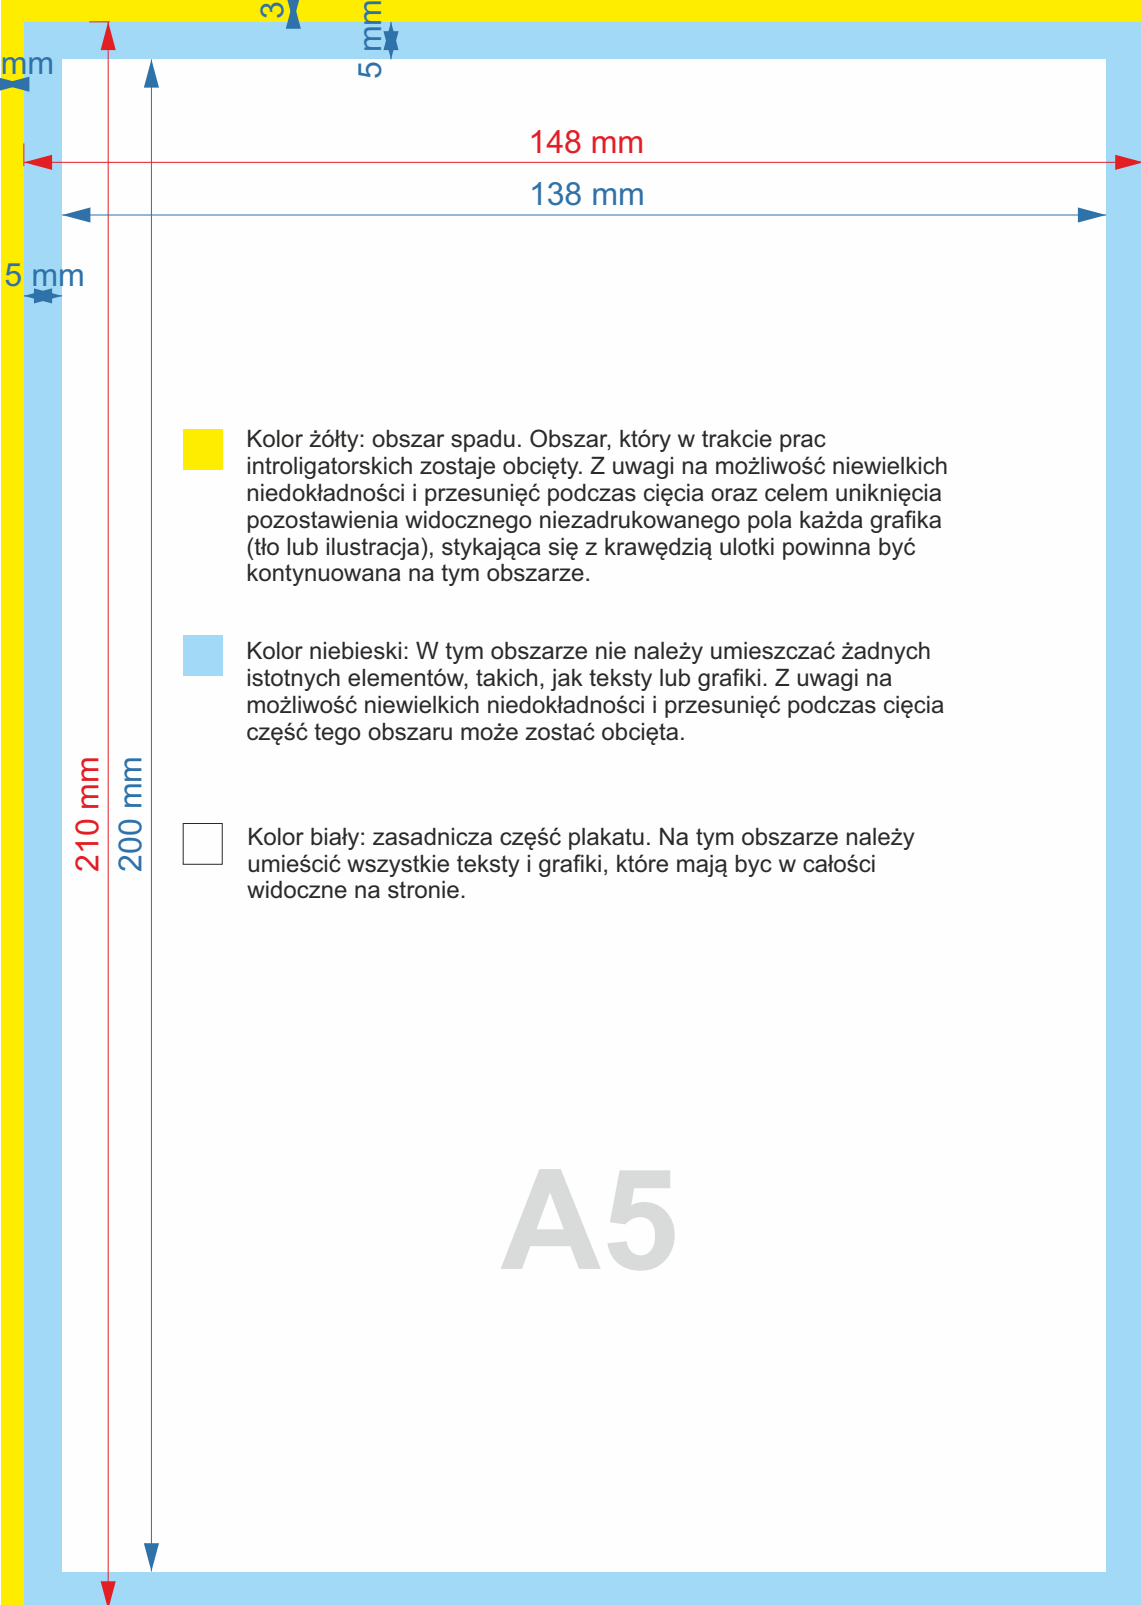 3
5 mm
mm
148 mm
138 mm
5 mm
Kolor żółty: obszar spadu. Obszar, który w trakcie prac
introligatorskich zostaje obcięty. Z uwagi na możliwość niewielkich
niedokładności i przesunięć podczas cięcia oraz celem uniknięcia
pozostawienia widocznego niezadrukowanego pola każda grafika
(tło lub ilustracja), stykająca się z krawędzią ulotki powinna być
kontynuowana na tym obszarze.
Kolor niebieski: W tym obszarze nie należy umieszczać żadnych
istotnych elementów, takich, jak teksty lub grafiki. Z uwagi na
możliwość niewielkich niedokładności i przesunięć podczas cięcia
część tego obszaru może zostać obcięta.
210 mm
200 mm
Kolor biały: zasadnicza część plakatu. Na tym obszarze należy
umieścić wszystkie teksty i grafiki, które mają byc w całości
widoczne na stronie.
A5